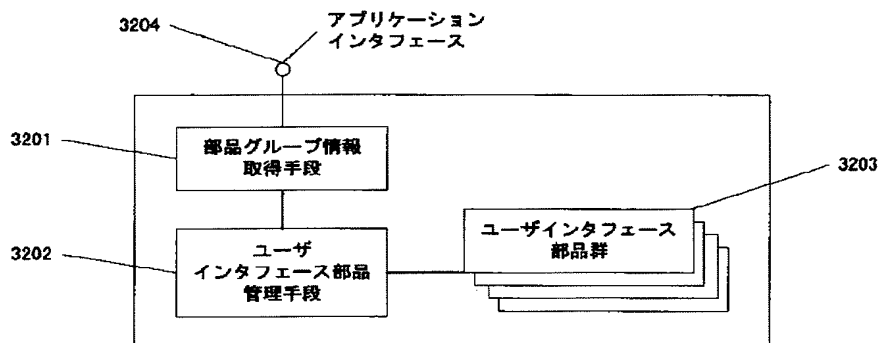 3204
アプリケーション
インタフェース
3201
部品グループ情報
取得手段
3203
ユーザインタフェース
部品群
3202
ユーザ
インタフェース部品
管理手段